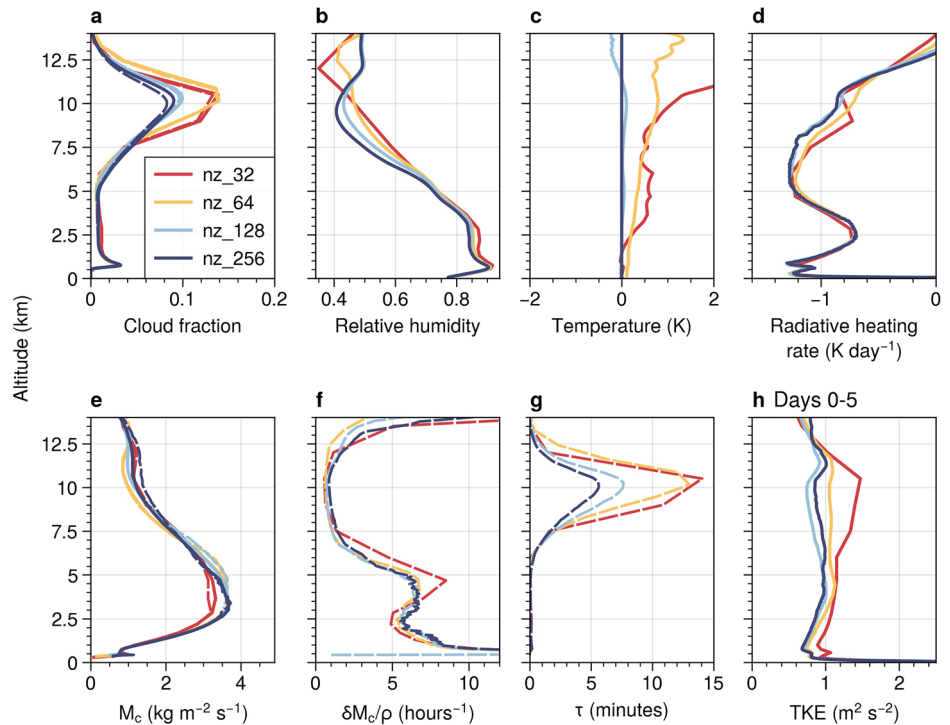 a b c d
12.5
10
7.5
5
2.5
0
nz_32
nz_64
nz_128
nz_256
0 0.1 0.2
Cloud fraction
0.4 0.6 0.8
Relative humidity
−2 0 2
Temperature (K)
−1 0
Radiative heating
rate (K day⁻¹)
Altitude (km)
e f g h Days 0-5
12.5
10
7.5
5
2.5
0
0 2 4
M_c (kg m⁻² s⁻¹)
0 5 10
δM_c/ρ (hours⁻¹)
0 5 10 15
τ (minutes)
0 1 2
TKE (m² s⁻²)